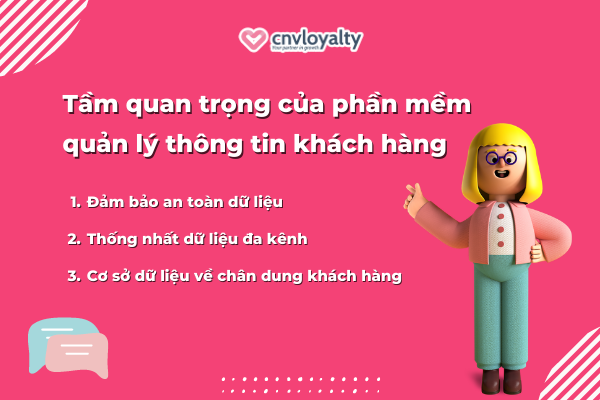 cnvloyalty
Your partner in growth
Tầm quan trọng của phần mềm
quản lý thông tin khách hàng
1. Đảm bảo an toàn dữ liệu
2. Thống nhất dữ liệu đa kênh
3. Cơ sở dữ liệu về chân dung khách hàng